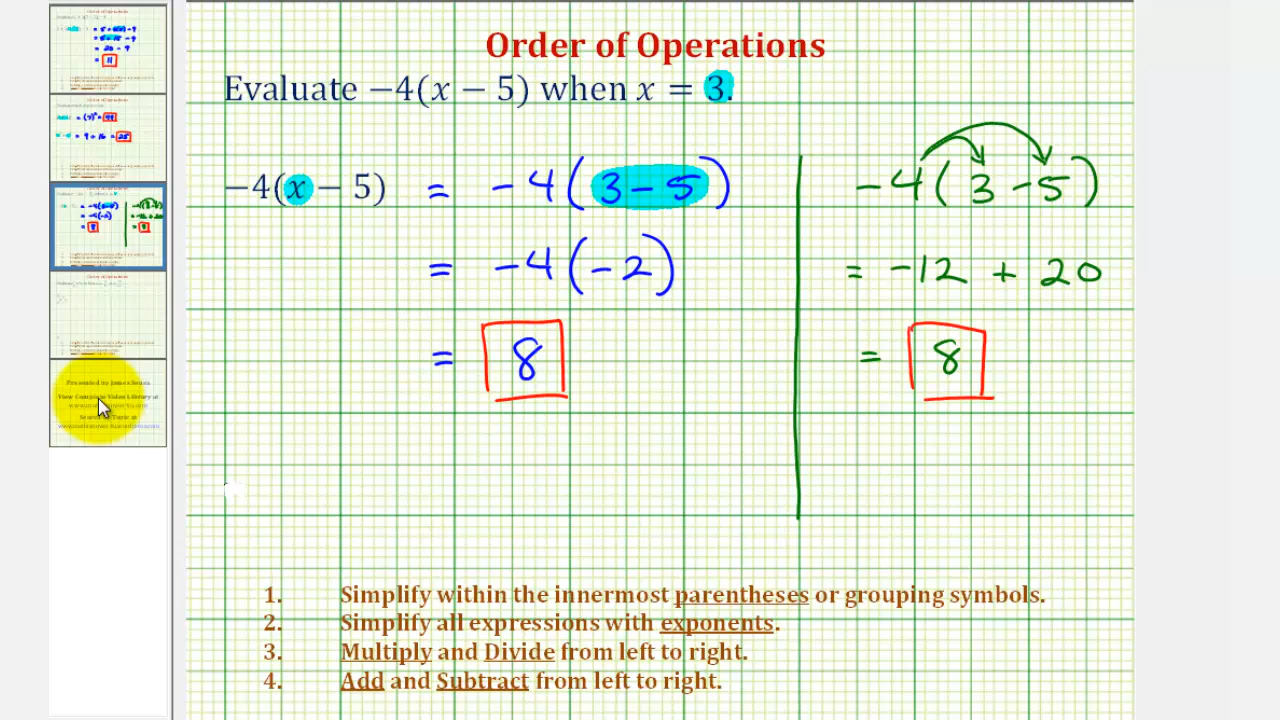 Order of Operations
Evaluate −4(x − 5) when x = 3.
−4(x − 5) = −4(3 − 5)
= −4(−2)
= 8
−4(3 − 5)
= −12 + 20
= 8
1. Simplify within the innermost parentheses or grouping symbols.
2. Simplify all expressions with exponents.
3. Multiply and Divide from left to right.
4. Add and Subtract from left to right.